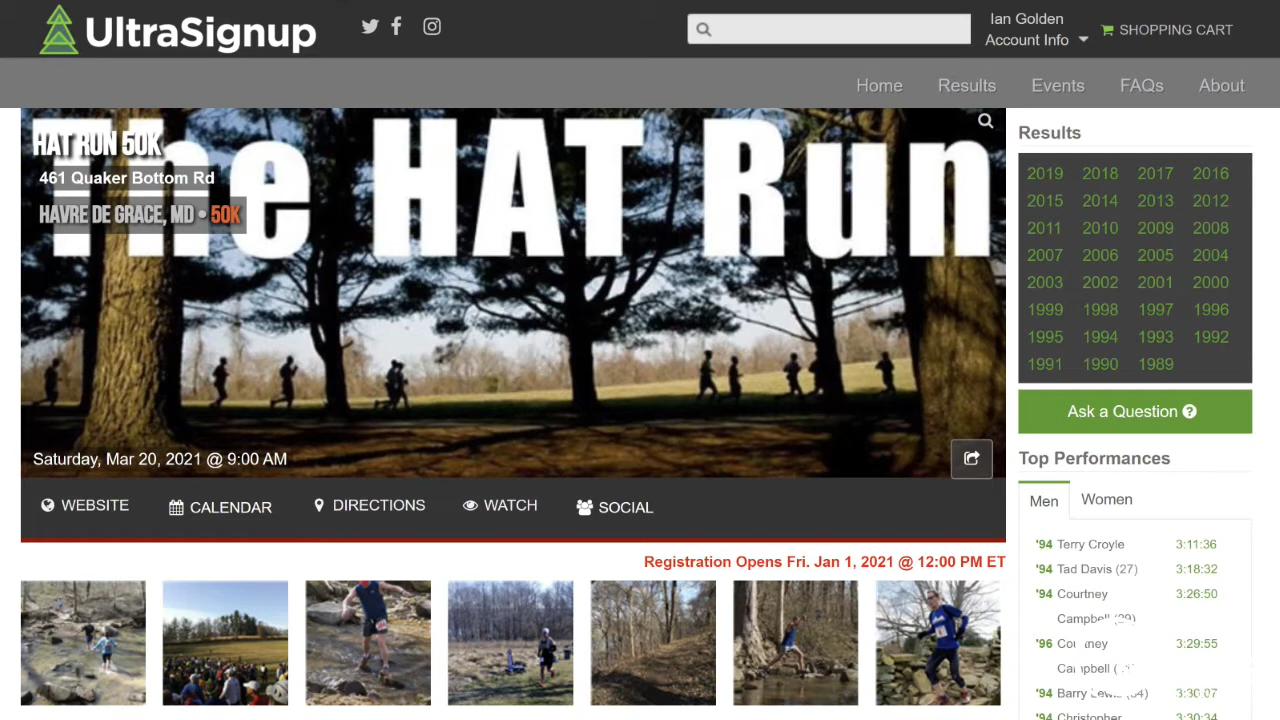 UltraSignup
Ian Golden
Account Info
SHOPPING CART
Home Results Events FAQs About
The HAT Run
HAT RUN 50K
461 Quaker Bottom Rd
HAVRE DE GRACE, MD • 50K
Saturday, Mar 20, 2021 @ 9:00 AM
WEBSITE CALENDAR DIRECTIONS WATCH SOCIAL
Registration Opens Fri. Jan 1, 2021 @ 12:00 PM ET
Results
2019 2018 2017 2016
2015 2014 2013 2012
2011 2010 2009 2008
2007 2006 2005 2004
2003 2002 2001 2000
1999 1998 1997 1996
1995 1994 1993 1992
1991 1990 1989
Ask a Question
Top Performances
Men Women
'94 Terry Croyle 3:11:36
'94 Tad Davis (27) 3:18:32
'94 Courtney 3:26:50
Campbell (29)
'96 Courtney 3:29:55
Campbell
'94 Barry Lewis 3:30:07
'94 Christopher 3:30:34